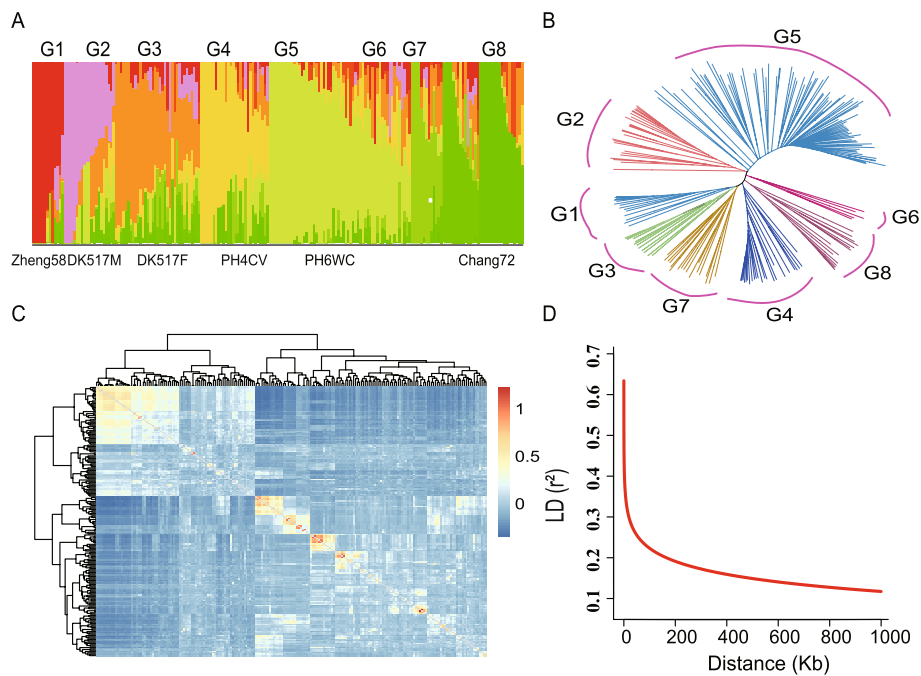 A
G1 G2 G3 G4 G5 G6 G7 G8
Zheng58 DK517M DK517F PH4CV PH6WC Chang72
B
G5
G2
G1
G6
G3
G8
G7
G4
C
1
0.5
0
D
0.7
0.6
0.5
0.4
0.3
0.2
0.1
LD (r²)
0 200 400 600 800 1000
Distance (Kb)